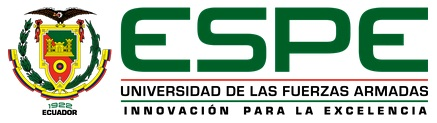 ESPE
UNIVERSIDAD DE LAS FUERZAS ARMADAS
INNOVACIÓN PARA LA EXCELENCIA
1922
ECUADOR